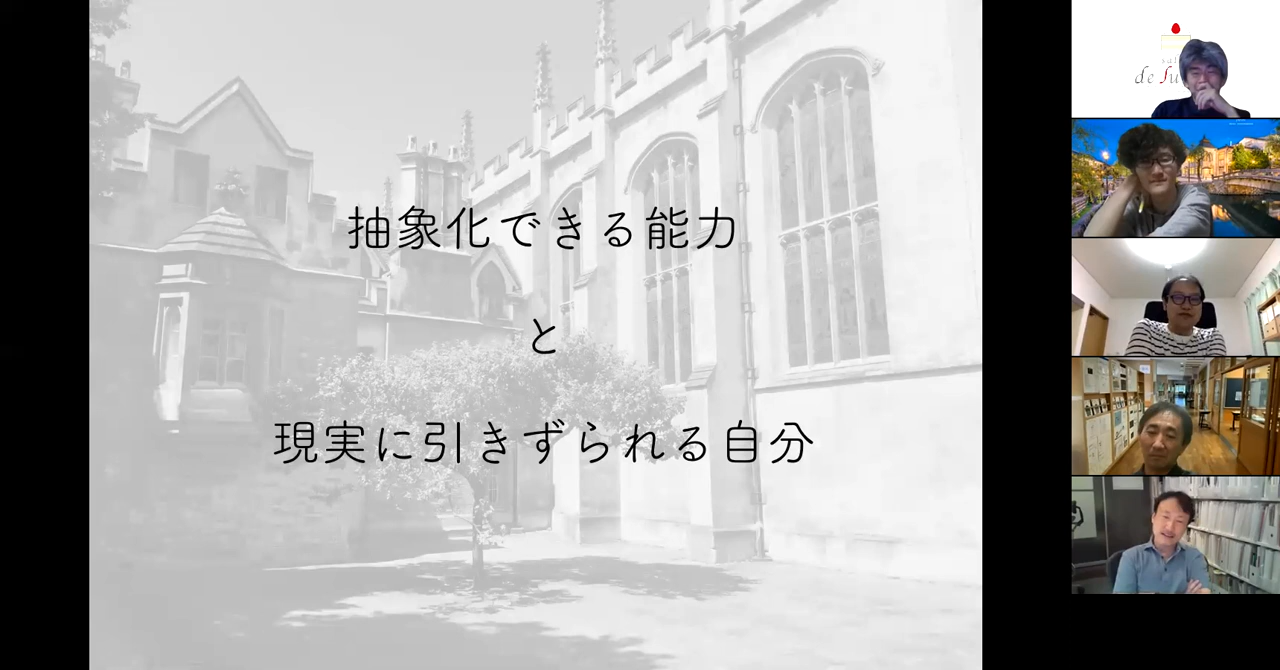 抽象化できる能力
と
現実に引きずられる自分